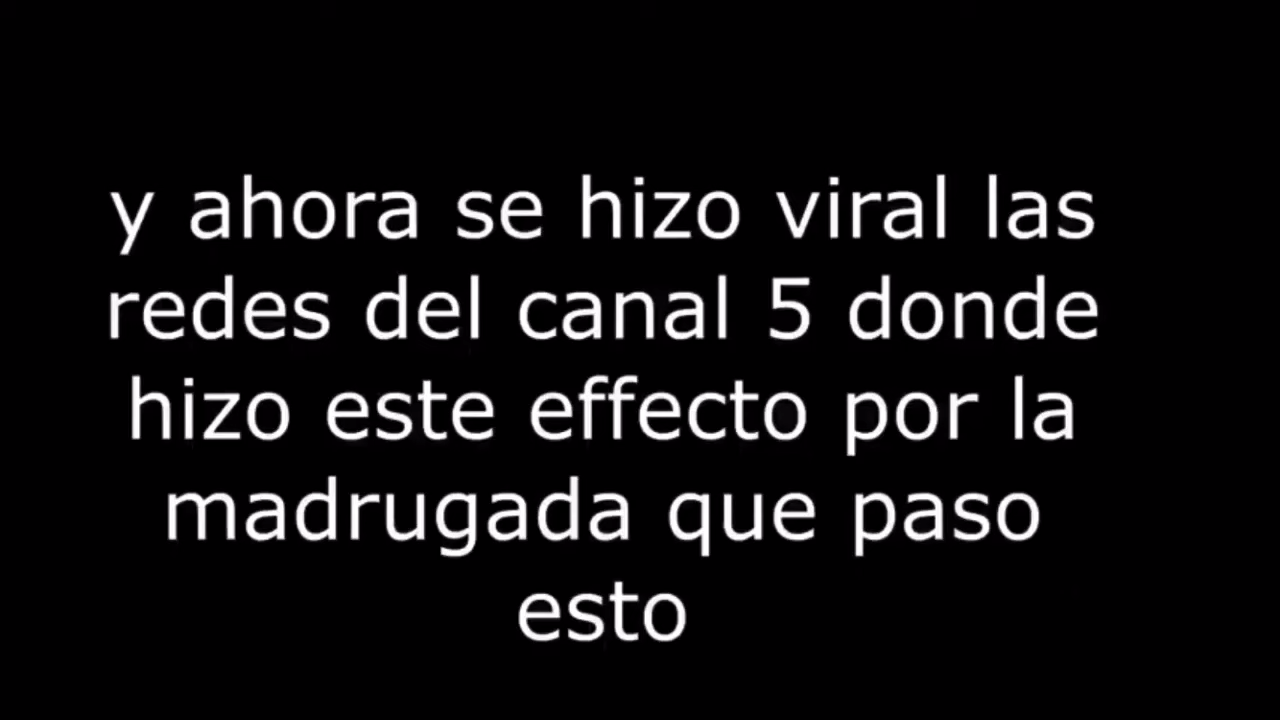 y ahora se hizo viral las
redes del canal 5 donde
hizo este effecto por la
madrugada que paso
esto